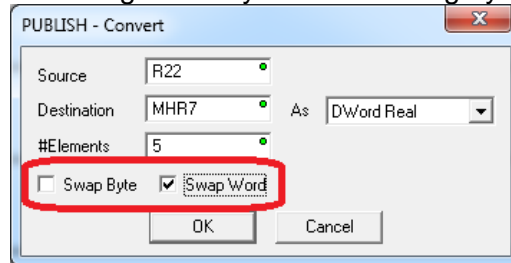 PUBLISH - Convert
Source R22
Destination MHR7 As DWord Real
#Elements 5
Swap Byte Swap Word
OK Cancel